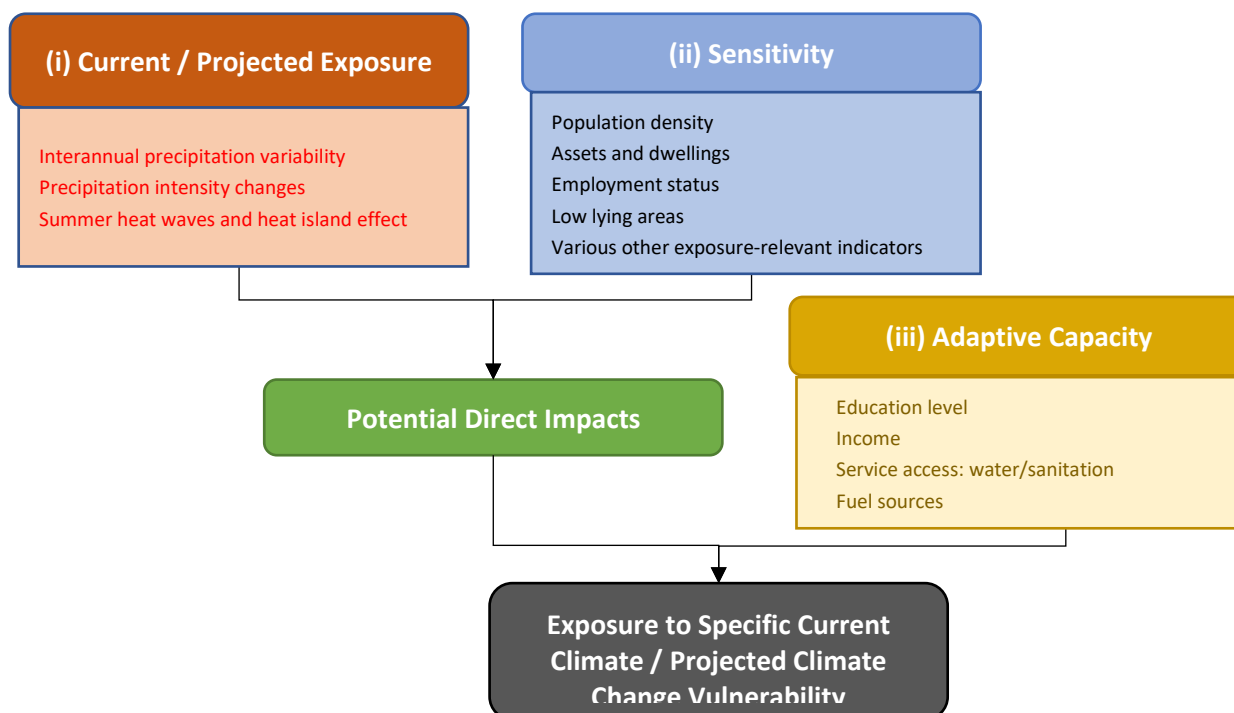 (i) Current / Projected Exposure
Interannual precipitation variability
Precipitation intensity changes
Summer heat waves and heat island effect
(ii) Sensitivity
Population density
Assets and dwellings
Employment status
Low lying areas
Various other exposure-relevant indicators
(iii) Adaptive Capacity
Education level
Income
Service access: water/sanitation
Fuel sources
Potential Direct Impacts
Exposure to Specific Current
Climate / Projected Climate
Change Vulnerability